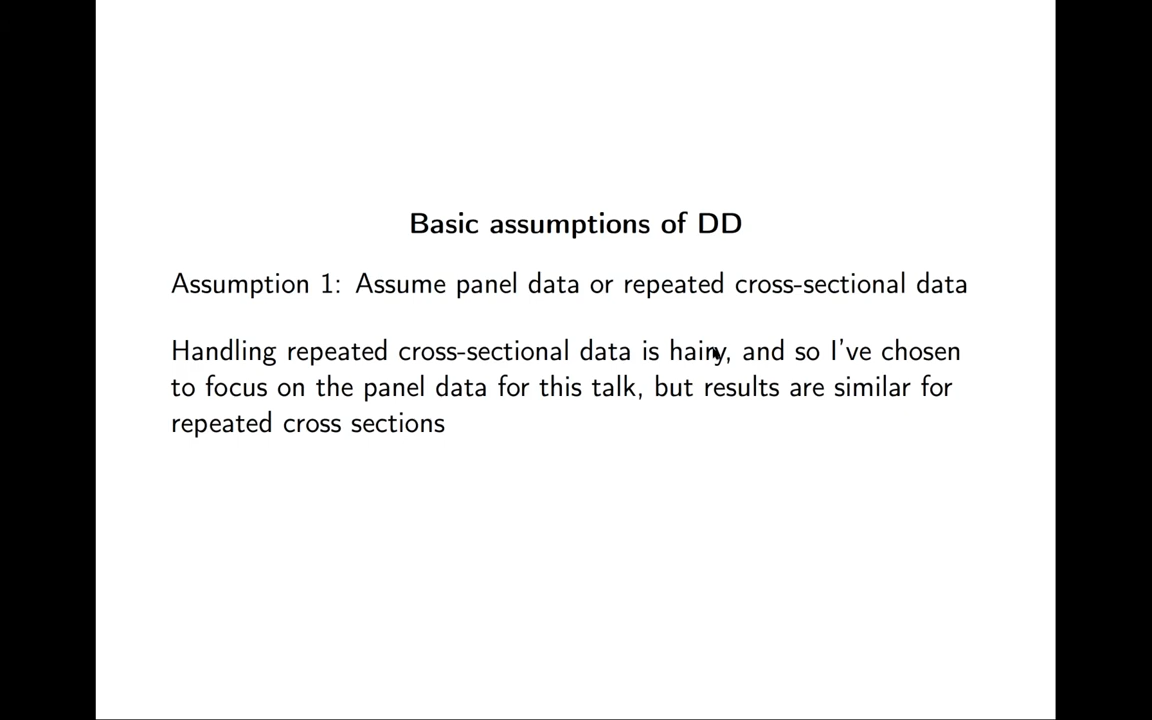 Basic assumptions of DD
Assumption 1: Assume panel data or repeated cross-sectional data
Handling repeated cross-sectional data is hairy, and so I've chosen
to focus on the panel data for this talk, but results are similar for
repeated cross sections